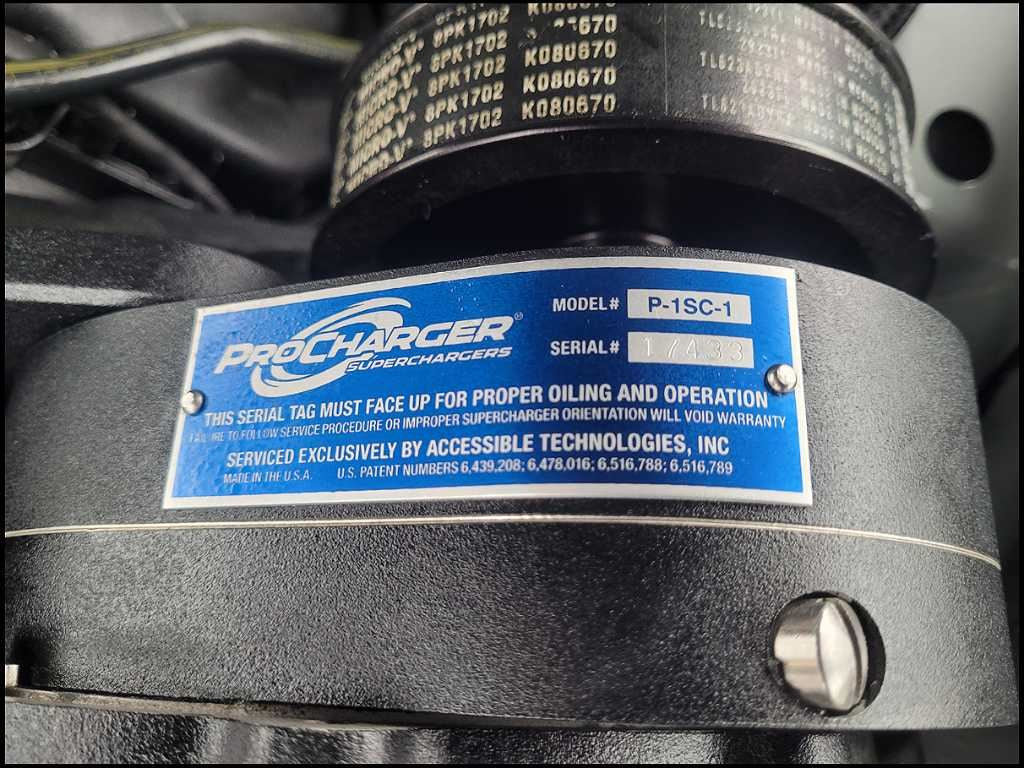 8PK1702 K080670
MICRO-V® 8PK1702 K080670
MICRO-V® 8PK1702 K080670
MICRO-V® 8PK1702 K080670
PROCHARGER®
SUPERCHARGERS
MODEL# P-1SC-1
SERIAL# 17433
THIS SERIAL TAG MUST FACE UP FOR PROPER OILING AND OPERATION
FAILURE TO FOLLOW SERVICE PROCEDURE OR IMPROPER SUPERCHARGER ORIENTATION WILL VOID WARRANTY
SERVICED EXCLUSIVELY BY ACCESSIBLE TECHNOLOGIES, INC
MADE IN THE U.S.A. U.S. PATENT NUMBERS 6,439,208; 6,478,016; 6,516,788; 6,516,789